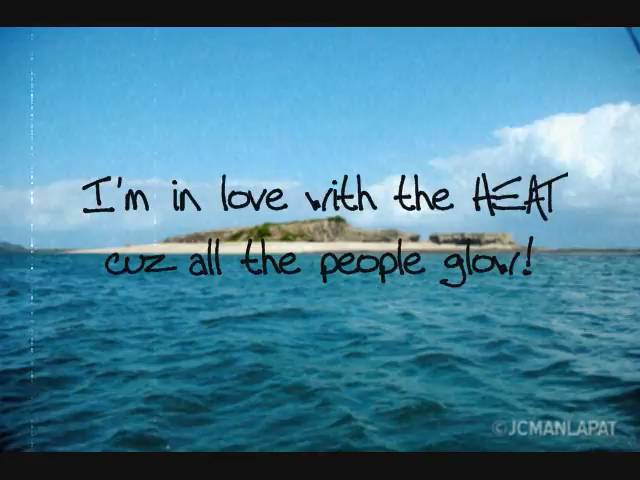 I'm in love with the HEAT
cuz all the people glow!
©JCMANLAPAT